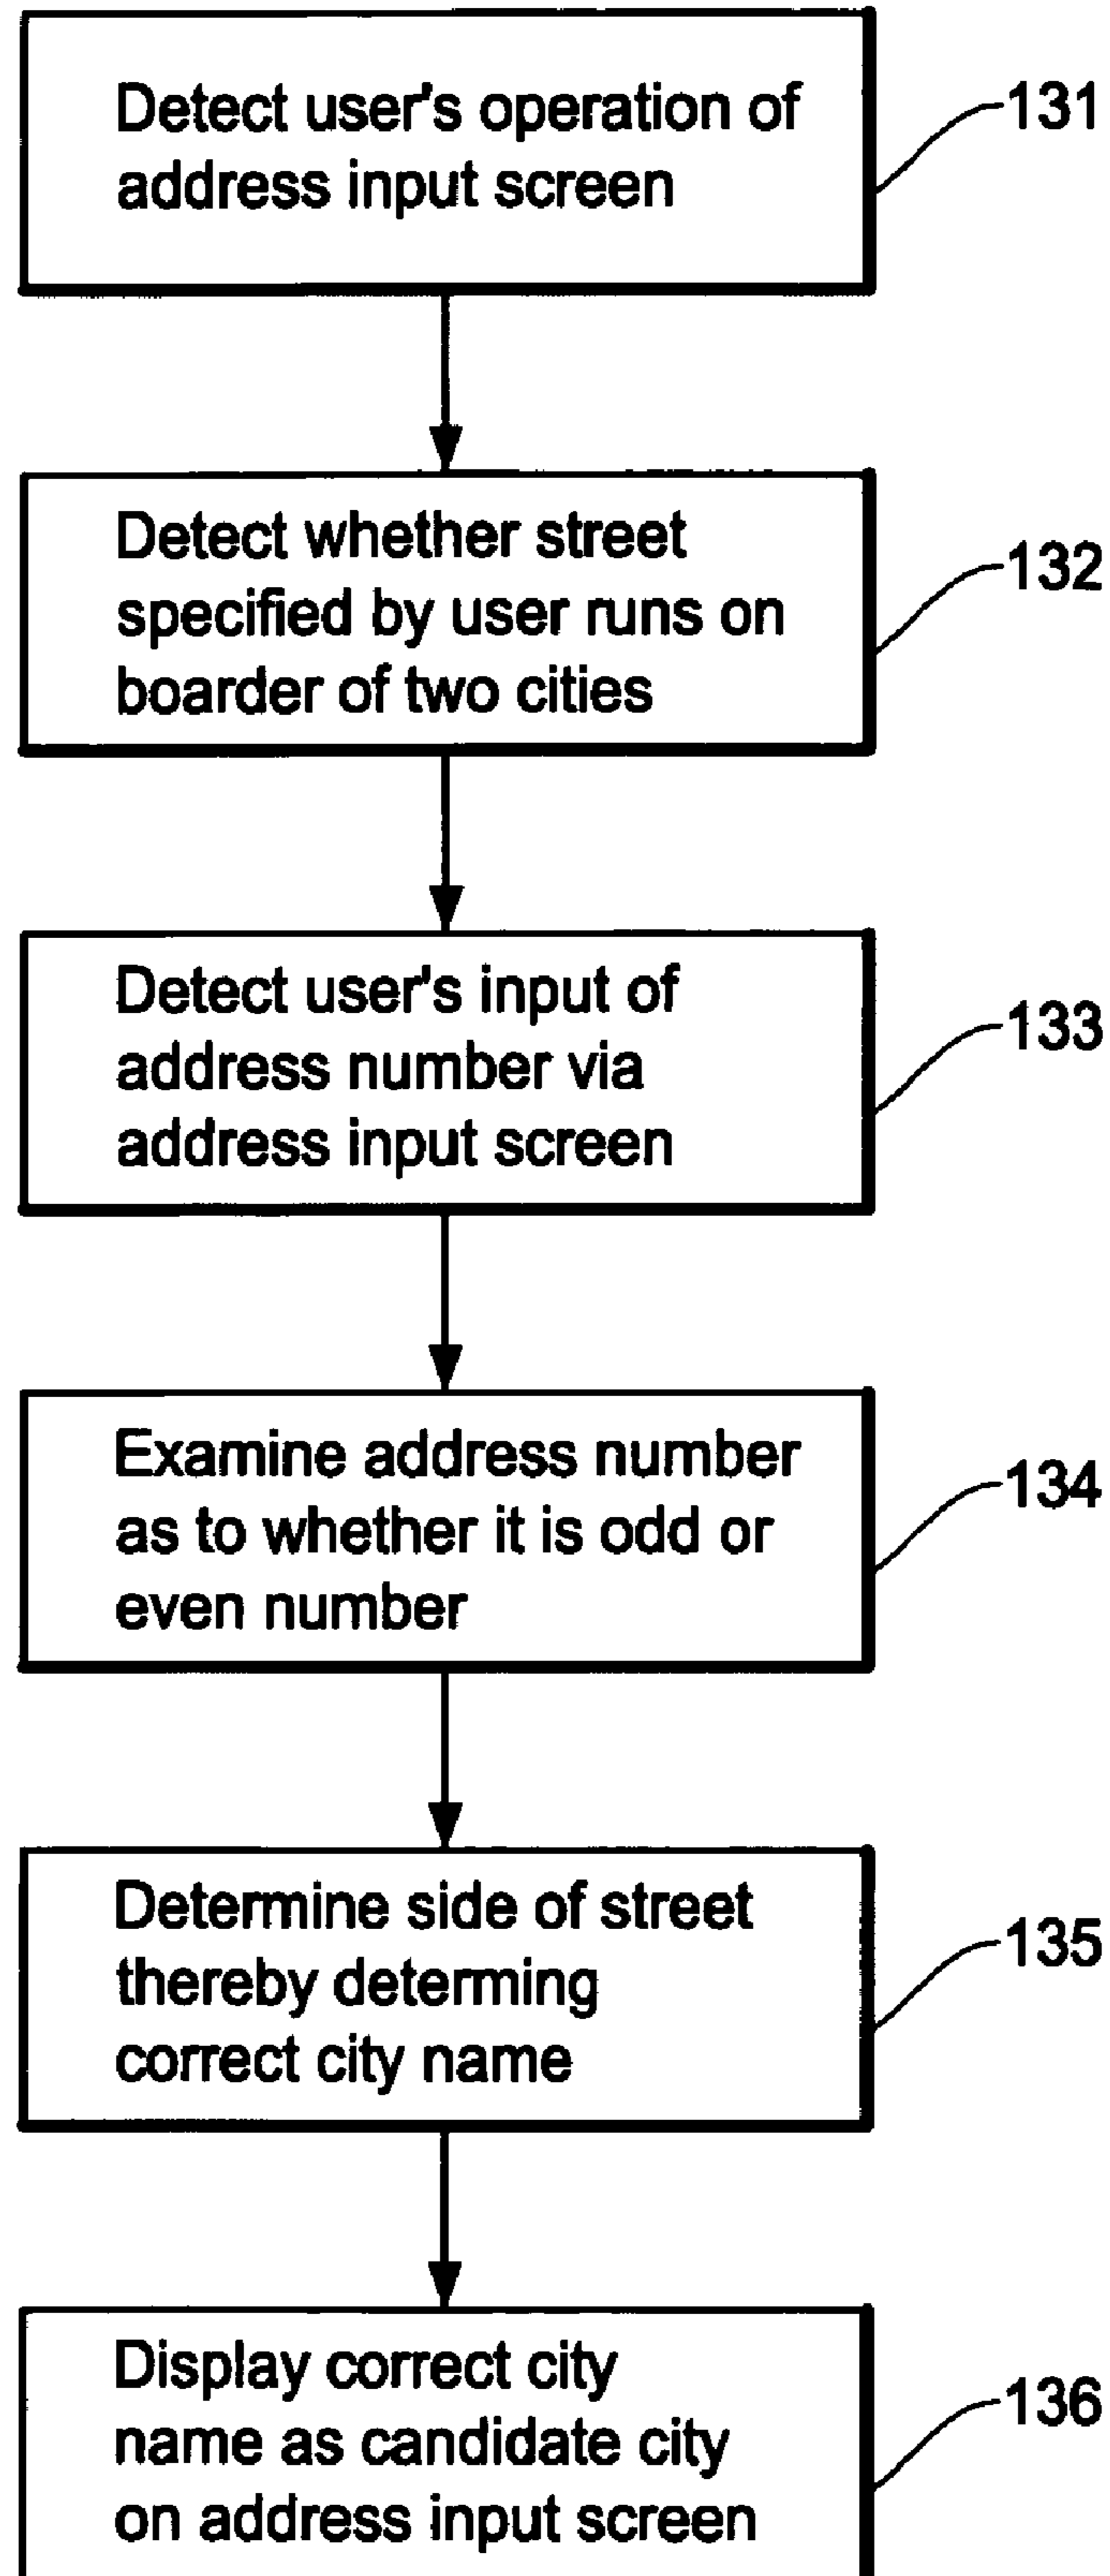 Detect user's operation of
address input screen
131
Detect whether street
specified by user runs on
boarder of two cities
132
Detect user's input of
address number via
address input screen
133
Examine address number
as to whether it is odd or
even number
134
Determine side of street
thereby determing
correct city name
135
Display correct city
name as candidate city
on address input screen
136